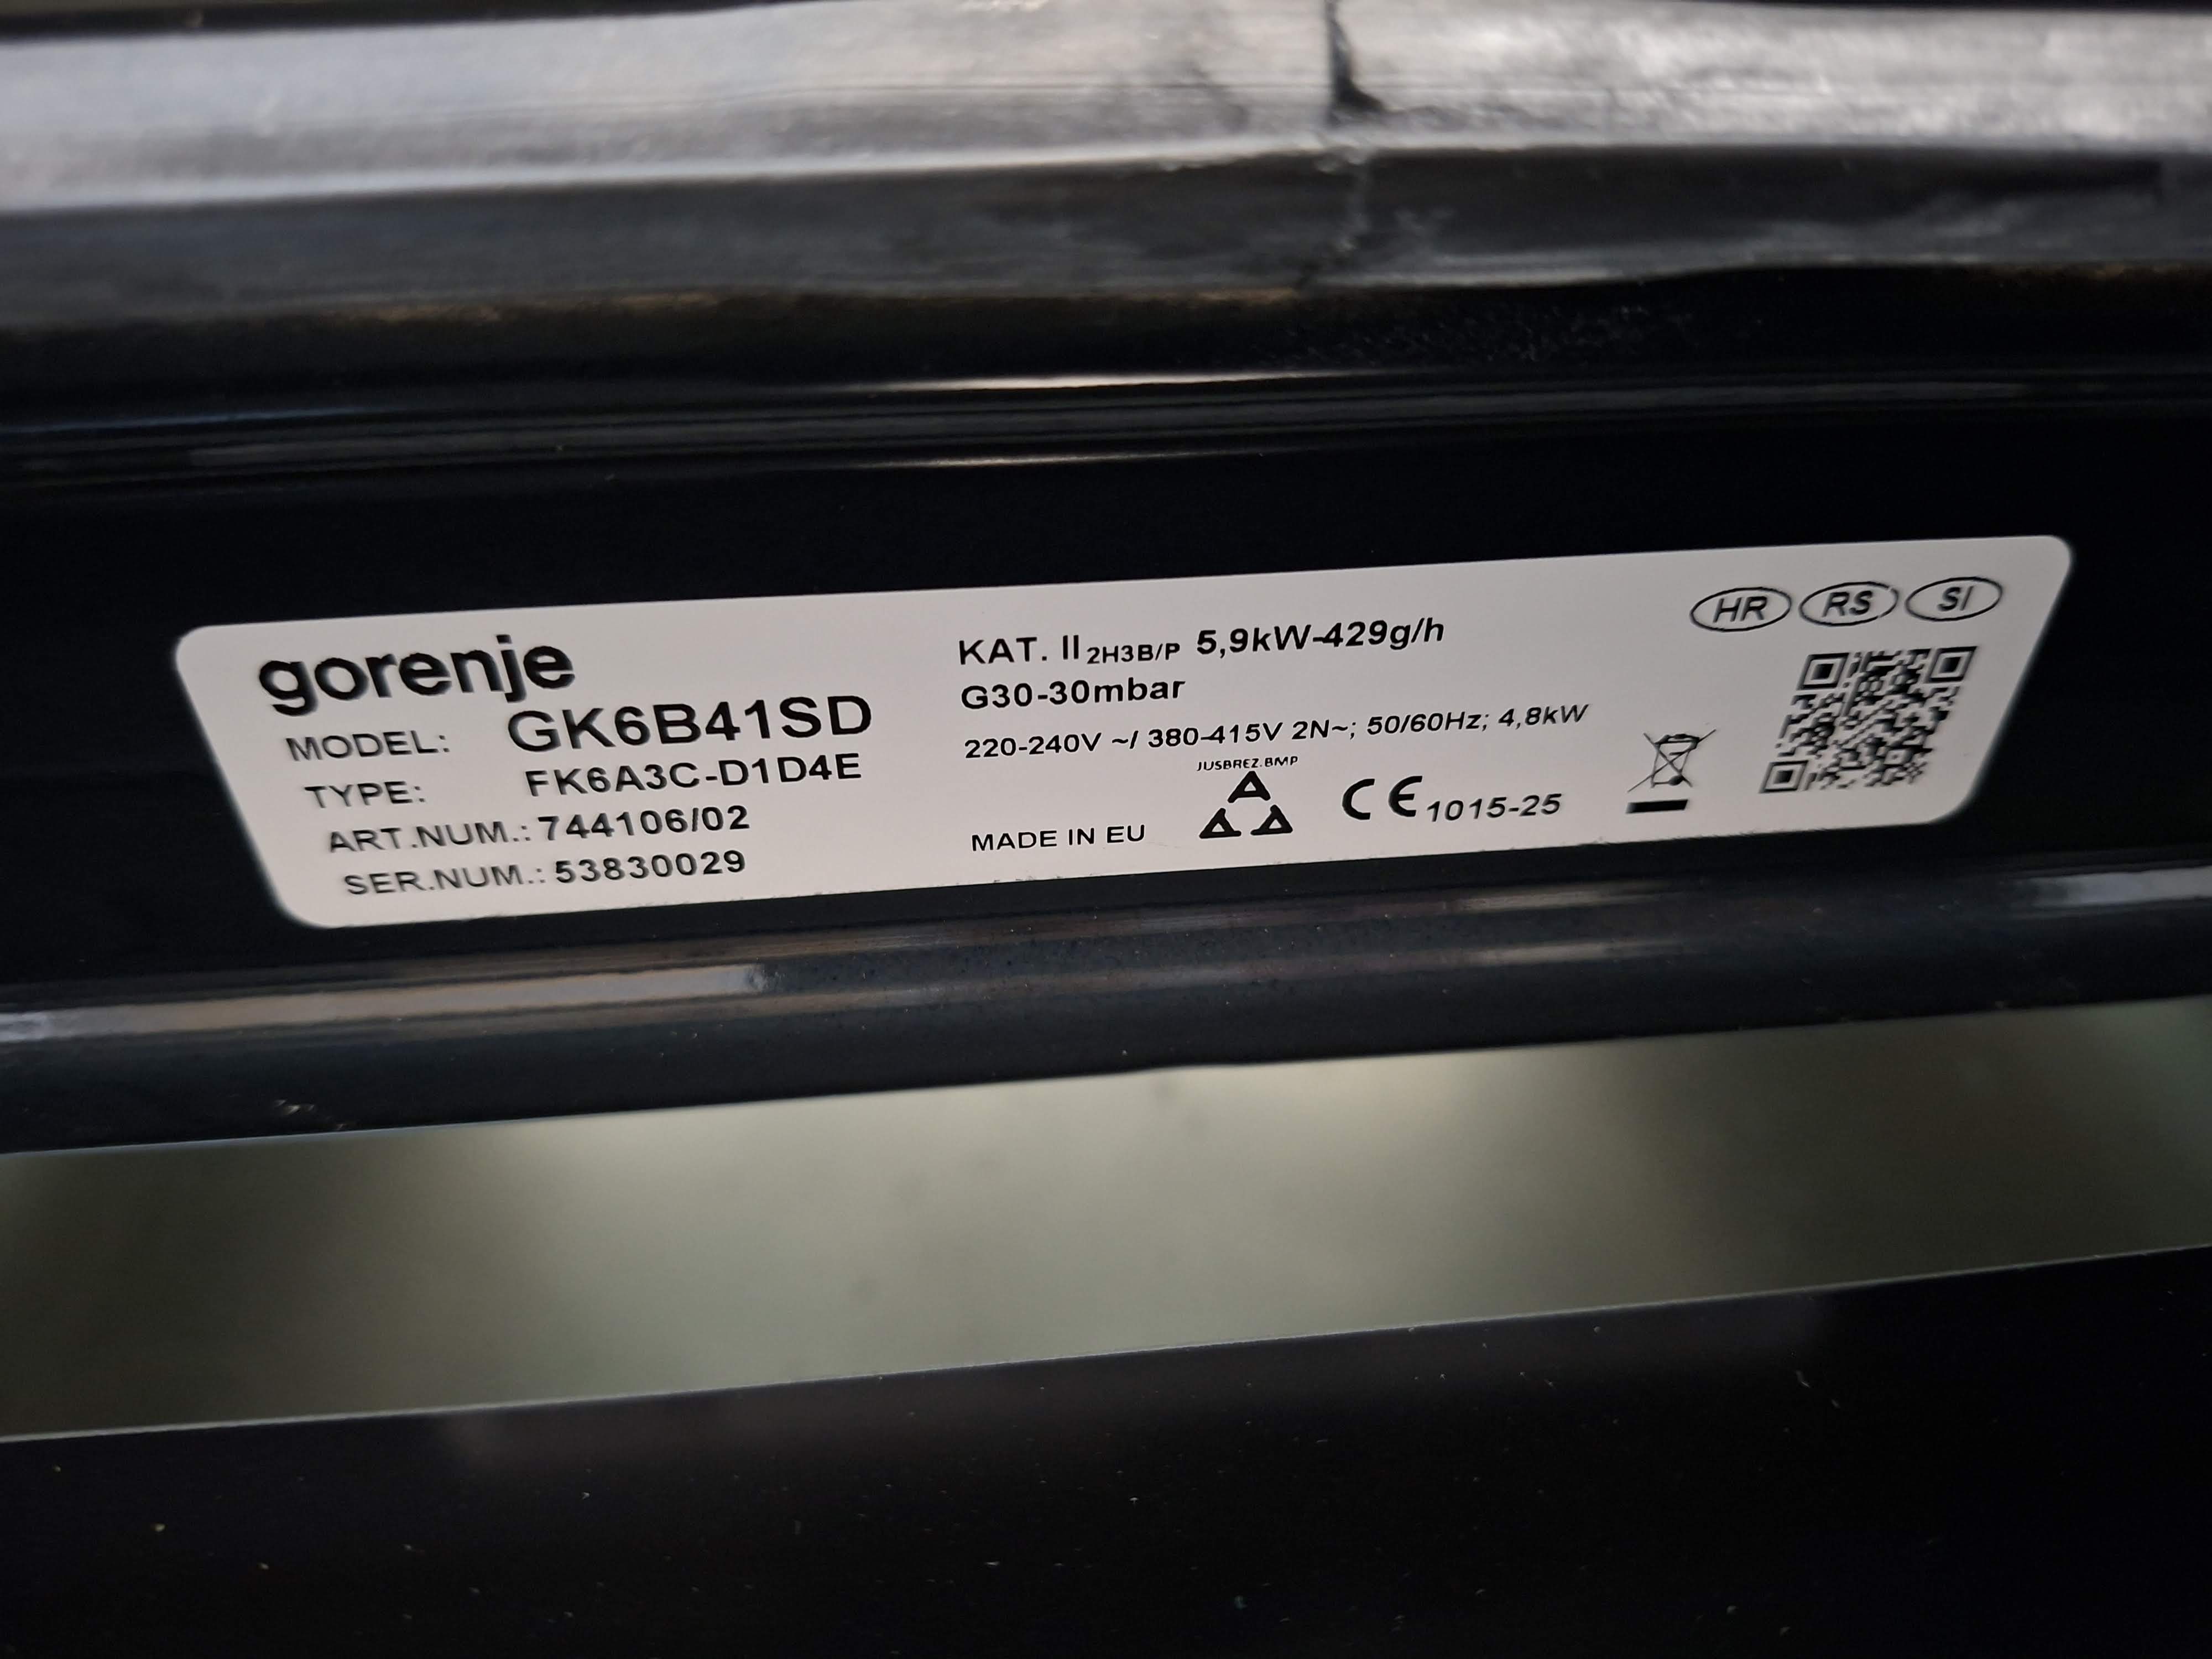 gorenje
MODEL: GK6B41SD
TYPE: FK6A3C-D1D4E
ART.NUM.: 744106/02
SER.NUM.: 53830029
KAT. II 2H3B/P 5,9kW-429g/h
G30-30mbar
220-240V ~/ 380-415V 2N~; 50/60Hz; 4,8kW
JUSBREZ.BMP
A
A A
MADE IN EU
CE 1015-25
HR RS SI